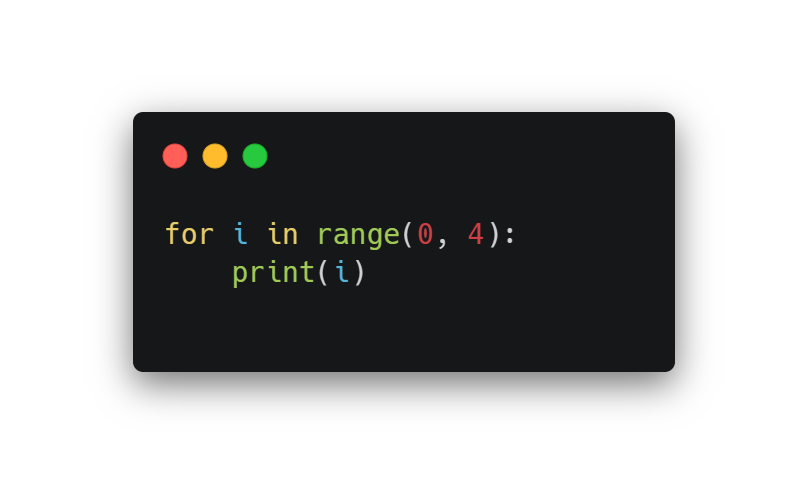 for i in range(0, 4):
    print(i)